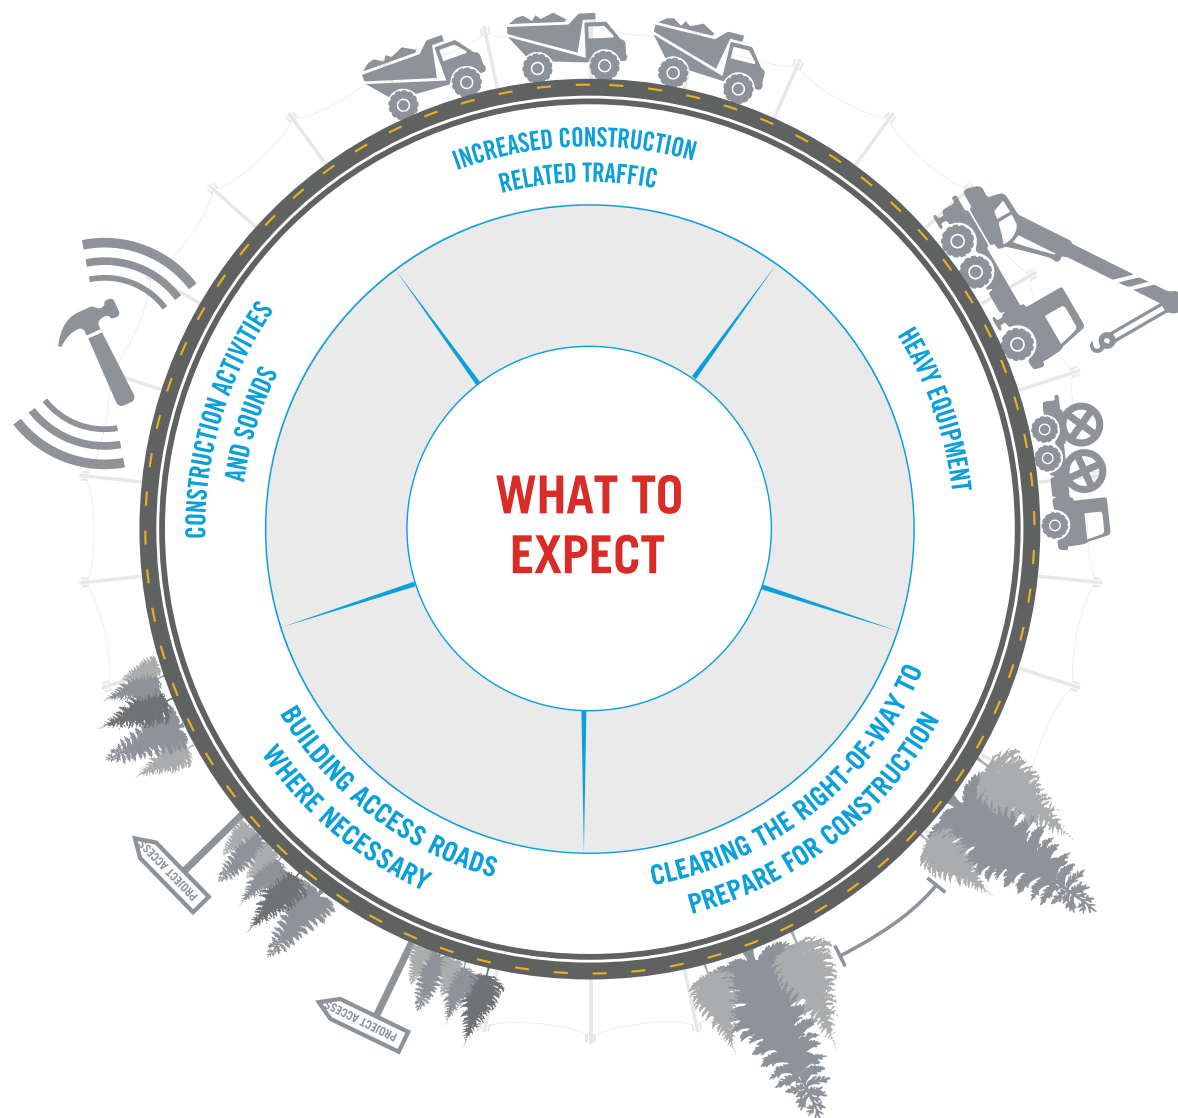 INCREASED CONSTRUCTION
RELATED TRAFFIC
HEAVY EQUIPMENT
CLEARING THE RIGHT-OF-WAY TO
PREPARE FOR CONSTRUCTION
BUILDING ACCESS ROADS
WHERE NECESSARY
CONSTRUCTION ACTIVITIES
AND SOUNDS
WHAT TO
EXPECT
PROJECT ACCESS
PROJECT ACCESS